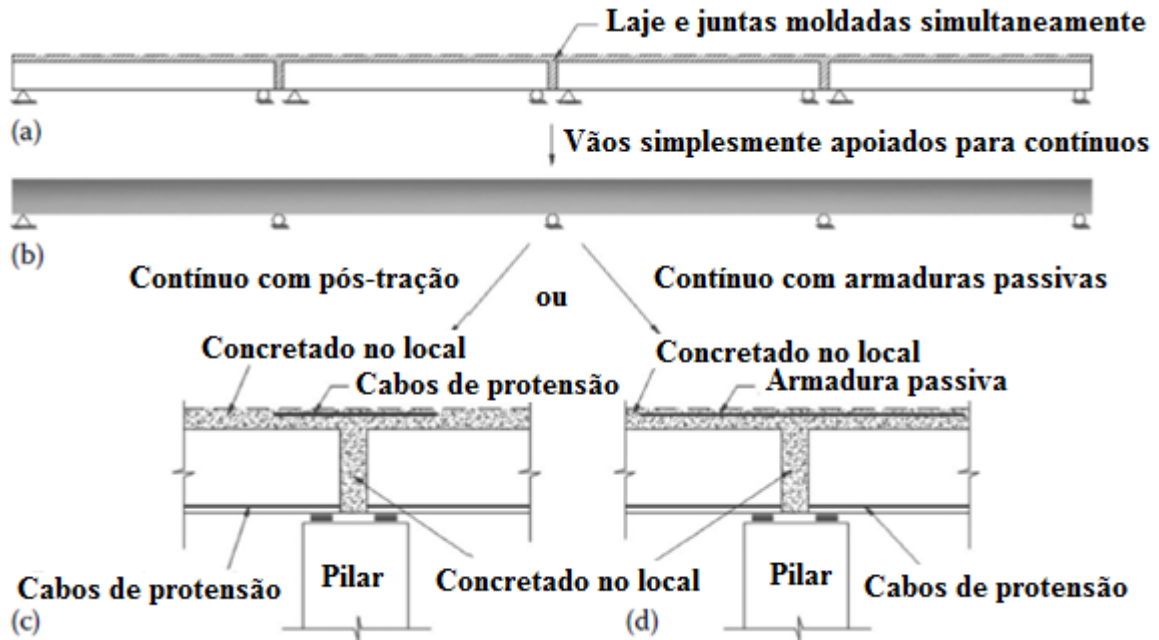 Laje e juntas moldadas simultaneamente
(a)
Vãos simplesmente apoiados para contínuos
(b)
Contínuo com pós-tração
ou
Contínuo com armaduras passivas
Concretado no local
Cabos de protensão
Concretado no local
Armadura passiva
Cabos de protensão
Pilar
Concretado no local
Pilar
Cabos de protensão
(c)
(d)